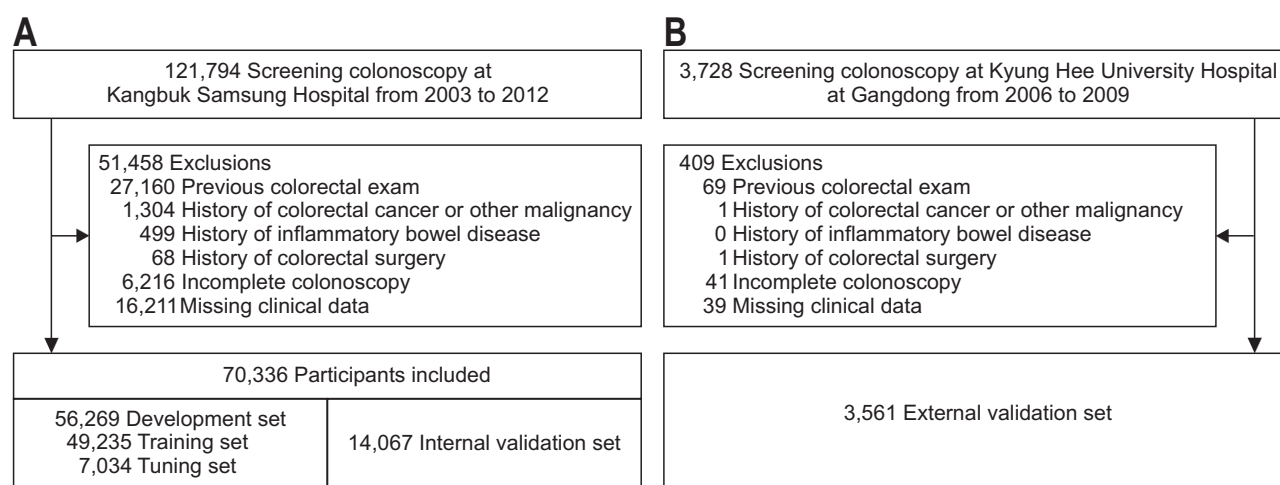 A
121,794 Screening colonoscopy at
Kangbuk Samsung Hospital from 2003 to 2012
51,458 Exclusions
27,160 Previous colorectal exam
1,304 History of colorectal cancer or other malignancy
499 History of inflammatory bowel disease
68 History of colorectal surgery
6,216 Incomplete colonoscopy
16,211 Missing clinical data
70,336 Participants included
56,269 Development set
49,235 Training set
7,034 Tuning set
14,067 Internal validation set
B
3,728 Screening colonoscopy at Kyung Hee University Hospital
at Gangdong from 2006 to 2009
409 Exclusions
69 Previous colorectal exam
1 History of colorectal cancer or other malignancy
0 History of inflammatory bowel disease
1 History of colorectal surgery
41 Incomplete colonoscopy
39 Missing clinical data
3,561 External validation set